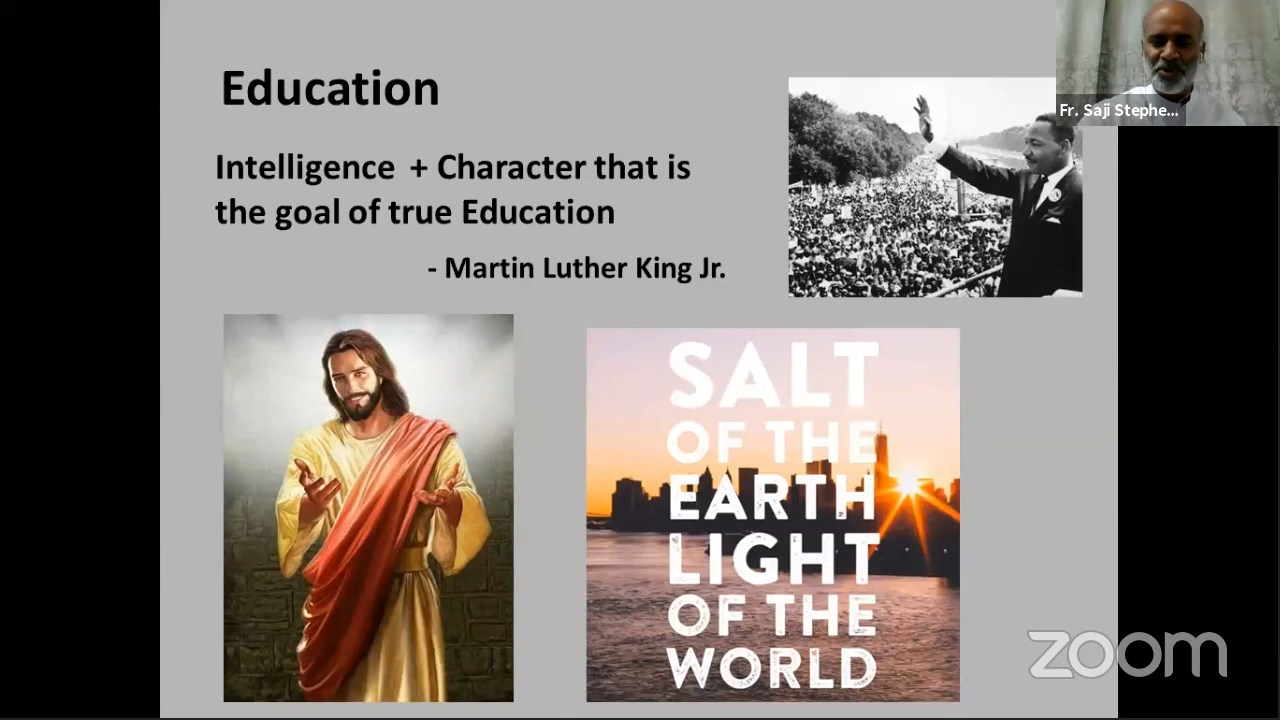 Education
Intelligence + Character that is
the goal of true Education
- Martin Luther King Jr.
Fr. Saji Stephe...
SALT
OF THE
EARTH
LIGHT
OF THE
WORLD
zoom